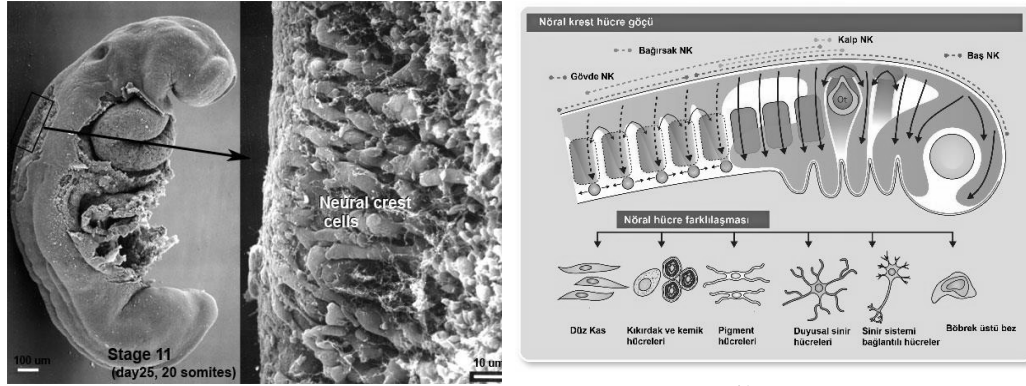 Neural crest
cells
Stage 11
(day25, 20 somites)
100 um
10 um
Nöral krest hücre göçü
Kalp NK
Bağırsak NK
Baş NK
Gövde NK
Ot
Nöral hücre farklılaşması
Düz Kas
Kıkırdak ve kemik
hücreleri
Pigment
hücreleri
Duyusal sinir
hücreleri
Sinir sistemi
bağlantılı hücreler
Böbrek üstü bez